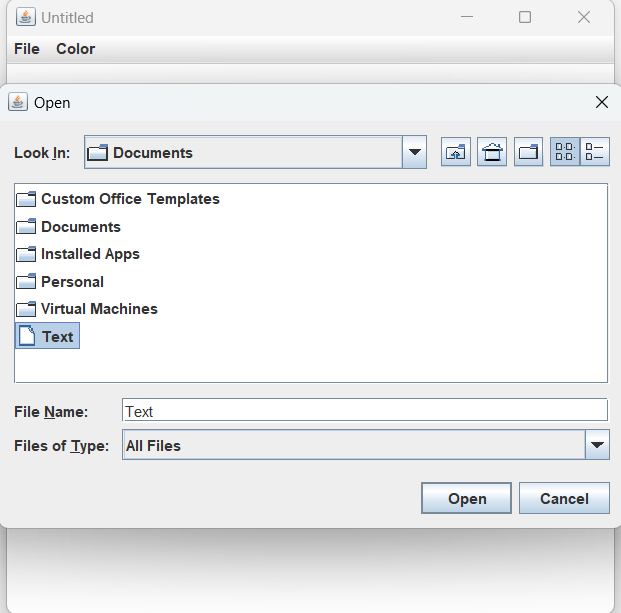 Untitled
File Color
Open
Look In: Documents
Custom Office Templates
Documents
Installed Apps
Personal
Virtual Machines
Text
File Name: Text
Files of Type: All Files
Open Cancel